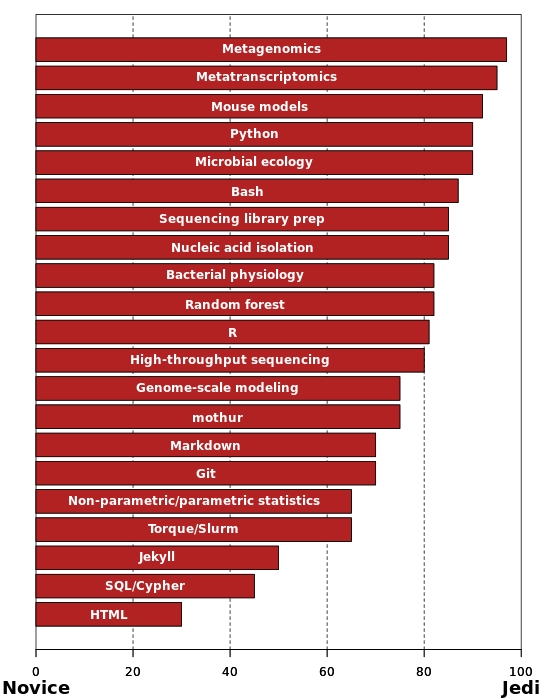 Metagenomics
Metatranscriptomics
Mouse models
Python
Microbial ecology
Bash
Sequencing library prep
Nucleic acid isolation
Bacterial physiology
Random forest
R
High-throughput sequencing
Genome-scale modeling
mothur
Markdown
Git
Non-parametric/parametric statistics
Torque/Slurm
Jekyll
SQL/Cypher
HTML
0 20 40 60 80 100
Novice Jedi